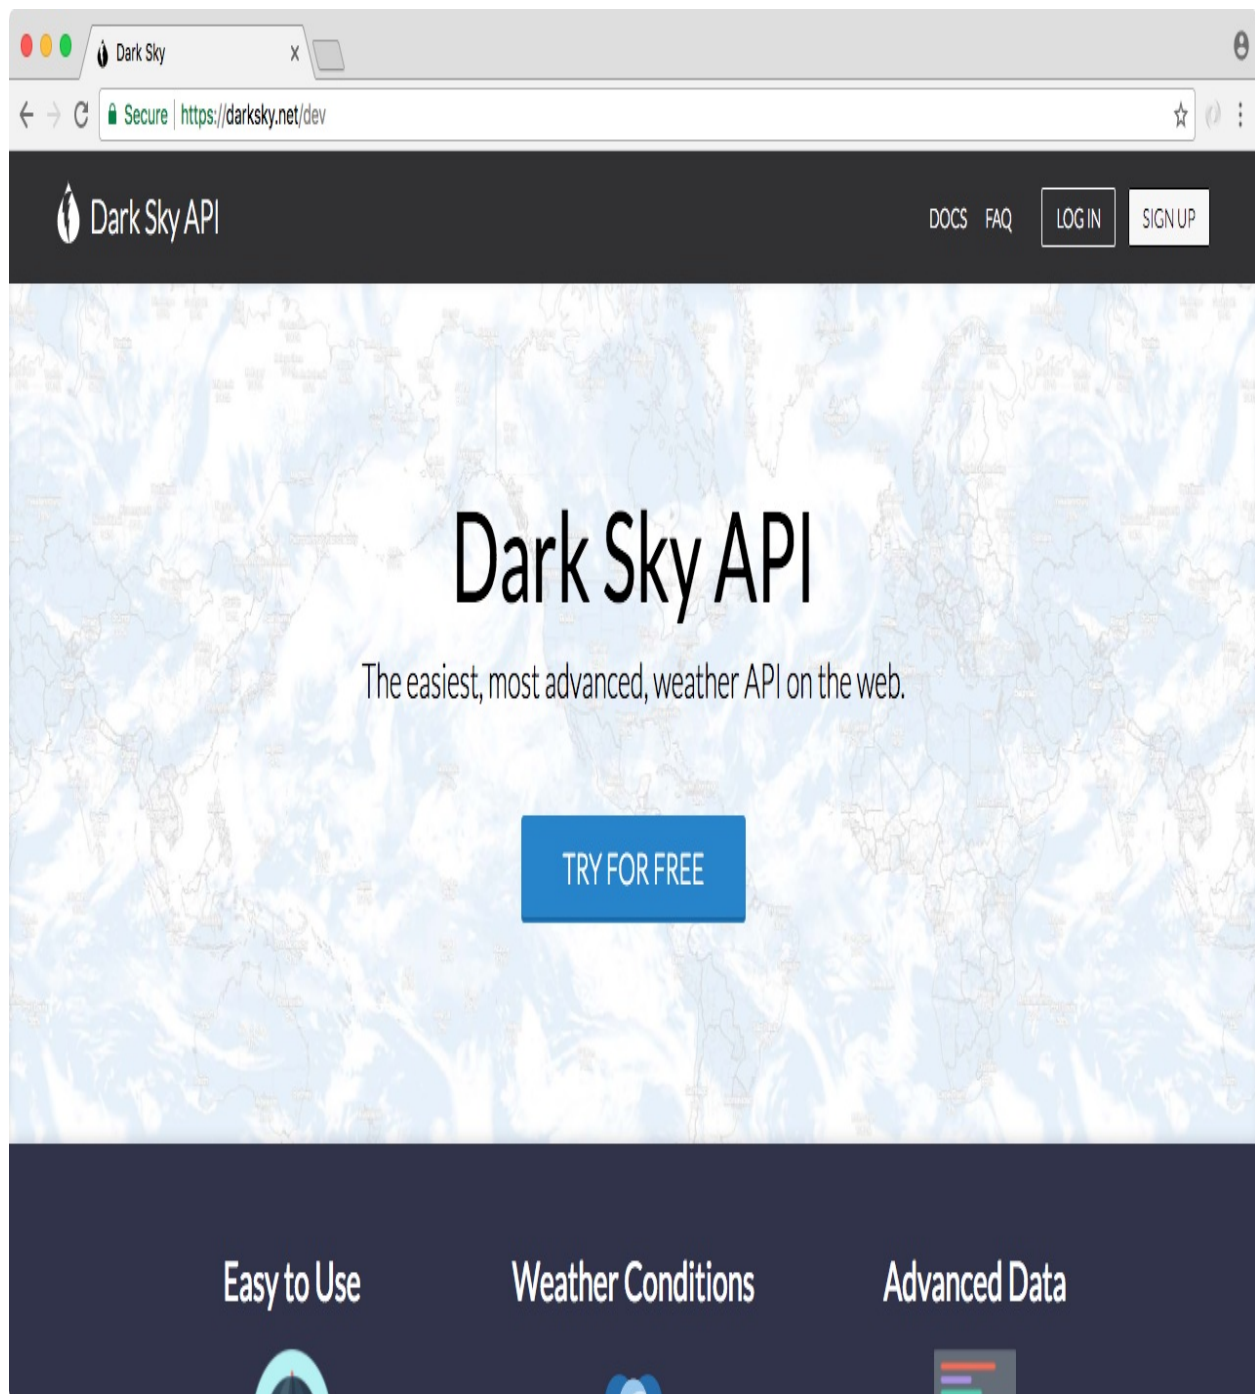 Dark Sky
Secure https://darksky.net/dev
Dark Sky API
DOCS FAQ LOG IN SIGN UP
Dark Sky API
The easiest, most advanced, weather API on the web.
TRY FOR FREE
Easy to Use Weather Conditions Advanced Data